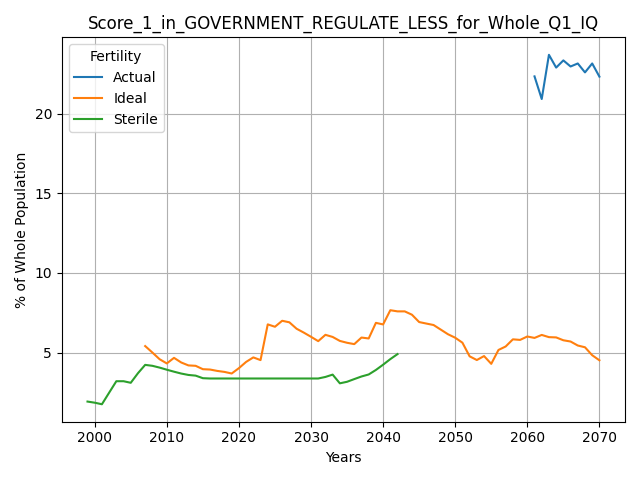 Score_1_in_GOVERNMENT_REGULATE_LESS_for_Whole_Q1_IQ
Fertility
Actual
Ideal
Sterile
% of Whole Population
20
15
10
5
2000 2010 2020 2030 2040 2050 2060 2070
Years